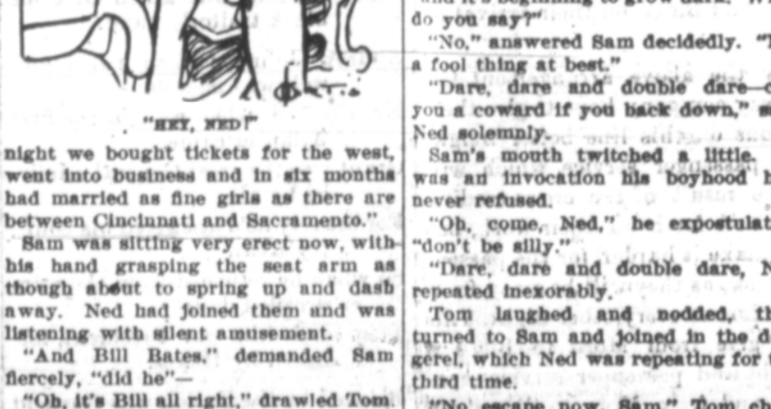 "HEY, NED!"
night we bought tickets for the west,
went into business and in six months
had married as fine girls as there are
between Cincinnati and Sacramento."
Sam was sitting very erect now, with
his hand grasping the seat arm as
though about to spring up and dash
away. Ned had joined them and was
listening with silent amusement.
"And Bill Bates," demanded Sam
fiercely, "did he"—
"Oh, it's Bill all right," drawled Tom.
do you say?"
"No," answered Sam decidedly.
a fool thing at best."
"Dare, dare and double dare—
you a coward if you back down,"
Ned solemnly.
Sam's mouth twitched a little.
was an invocation his boyhood
never refused.
"Oh, come, Ned," he expostulat
"don't be silly."
"Dare, dare and double dare, N
repeated inexorably.
Tom laughed and nodded, th
turned to Sam and joined in the d
gerel, which Ned was repeating for
third time.
"No escape now, Sam," Tom ch